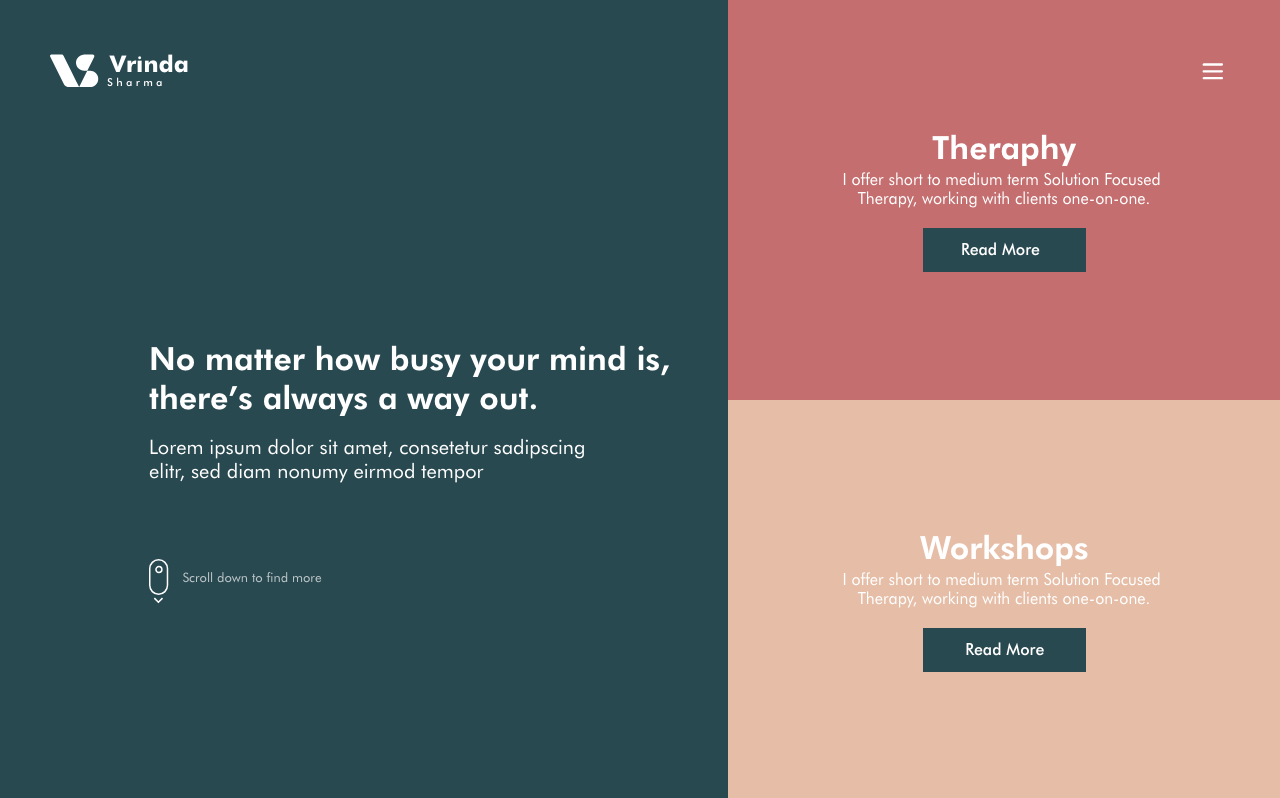 Vrinda
Sharma
No matter how busy your mind is,
there’s always a way out.
Lorem ipsum dolor sit amet, consetetur sadipscing
elitr, sed diam nonumy eirmod tempor
Scroll down to find more
Theraphy
I offer short to medium term Solution Focused
Therapy, working with clients one-on-one.
Read More
Workshops
I offer short to medium term Solution Focused
Therapy, working with clients one-on-one.
Read More